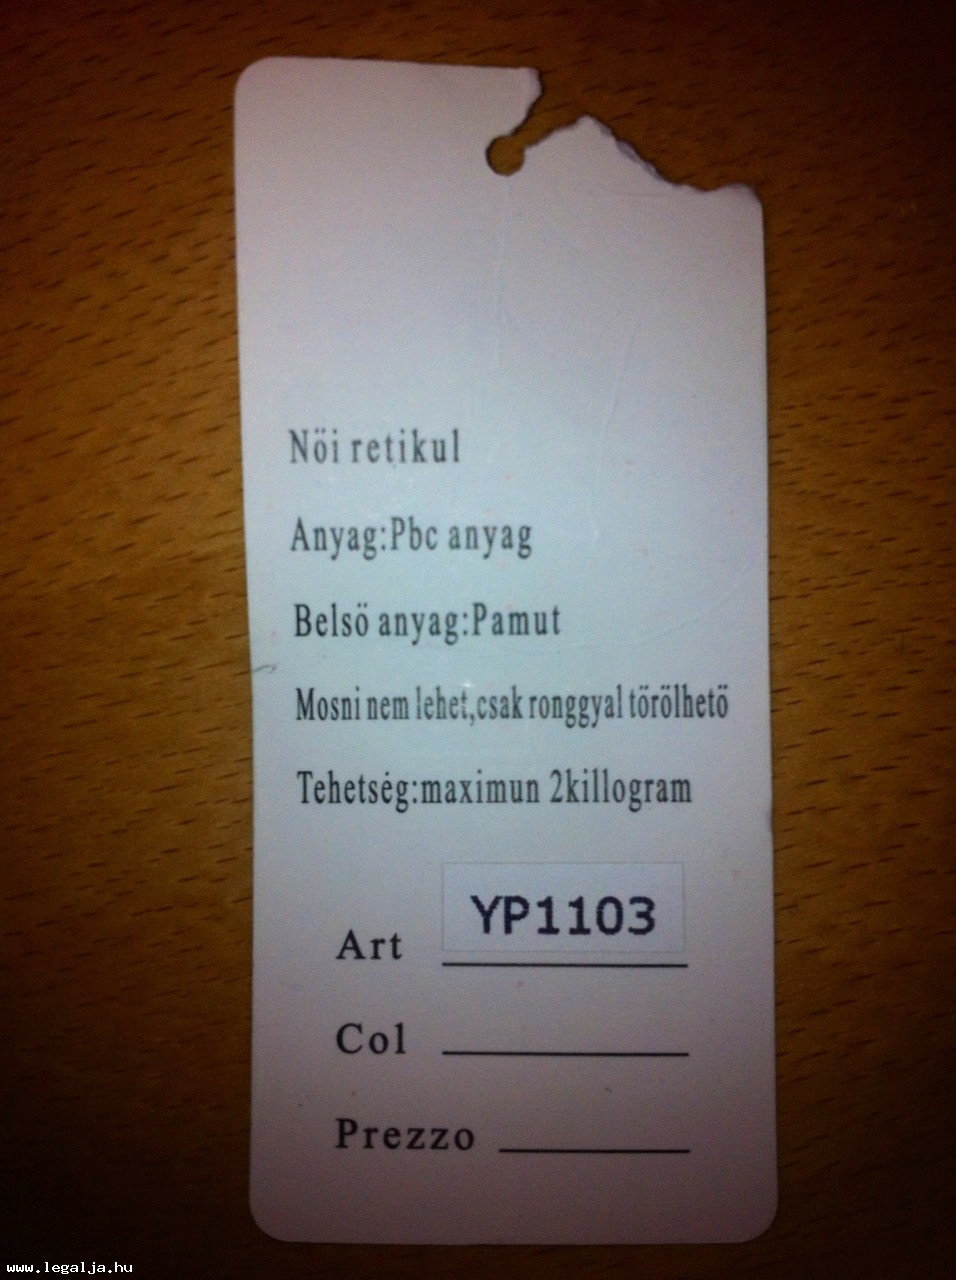 Nöi retikul
Anyag:Pbc anyag
Belsö anyag:Pamut
Mosni nem lehet,csak ronggyal törölhetö
Tehetség:maximun 2killogram
Art YP1103
Col
Prezzo
www.legalja.hu